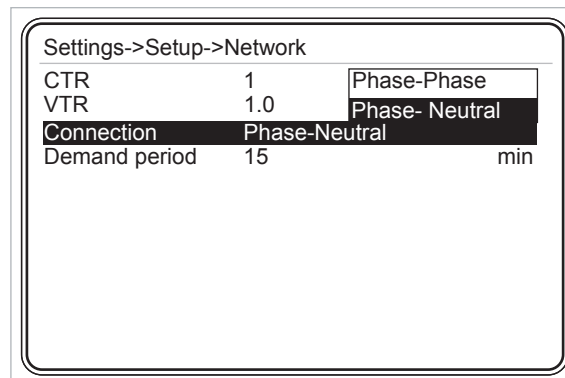 Settings->Setup->Network
CTR 1 Phase-Phase
VTR 1.0 Phase- Neutral
Connection Phase-Neutral
Demand period 15 min